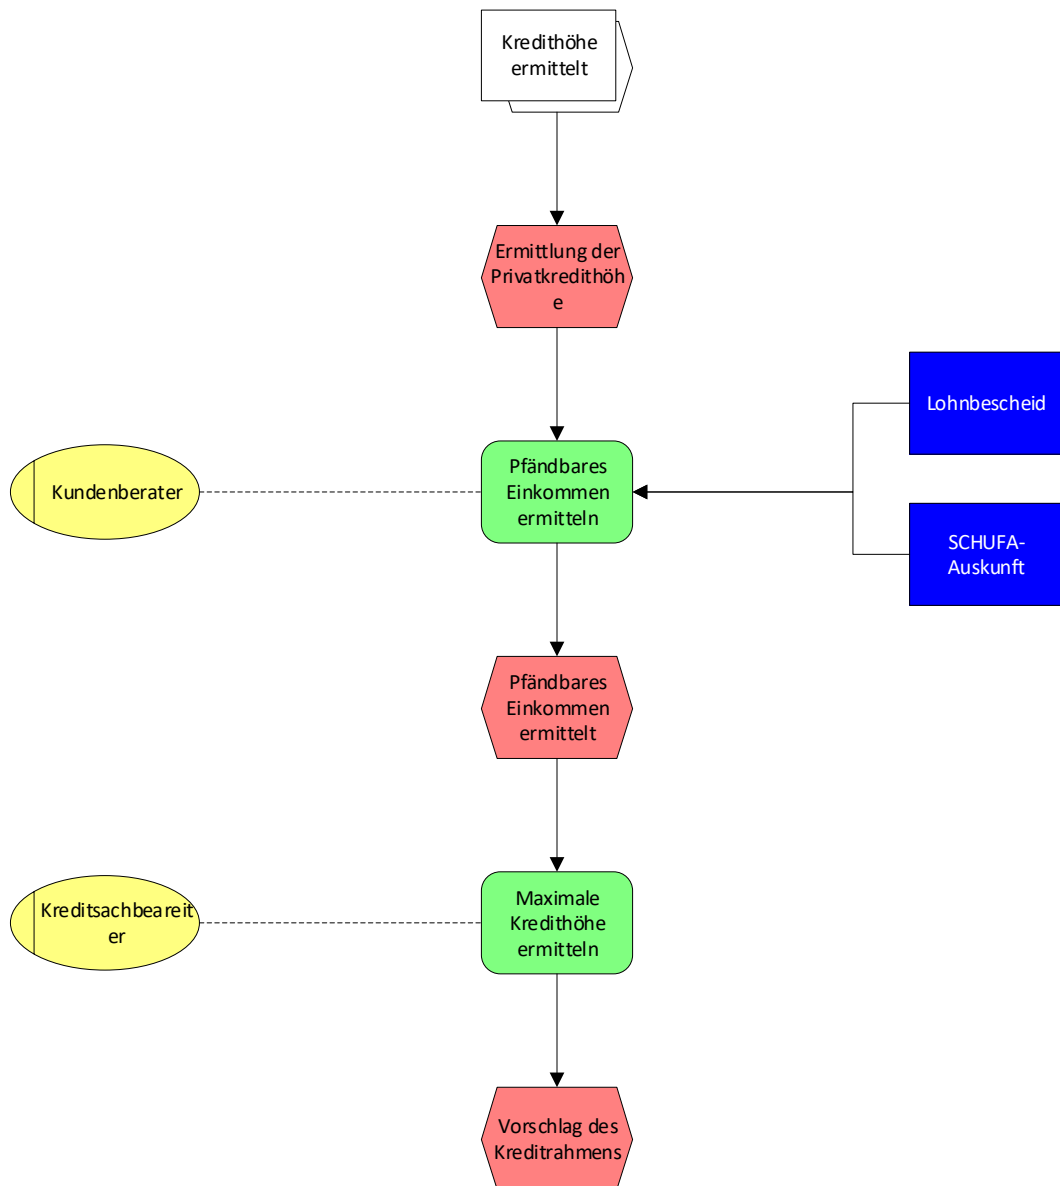 Kredithöhe
ermittelt
Ermittlung der
Privatkredithöh
e
Lohnbescheid
Pfändbares
Einkommen
ermitteln
Kundenberater
SCHUFA-
Auskunft
Pfändbares
Einkommen
ermittelt
Maximale
Kredithöhe
ermitteln
Kreditsachbeareit
er
Vorschlag des
Kreditrahmens